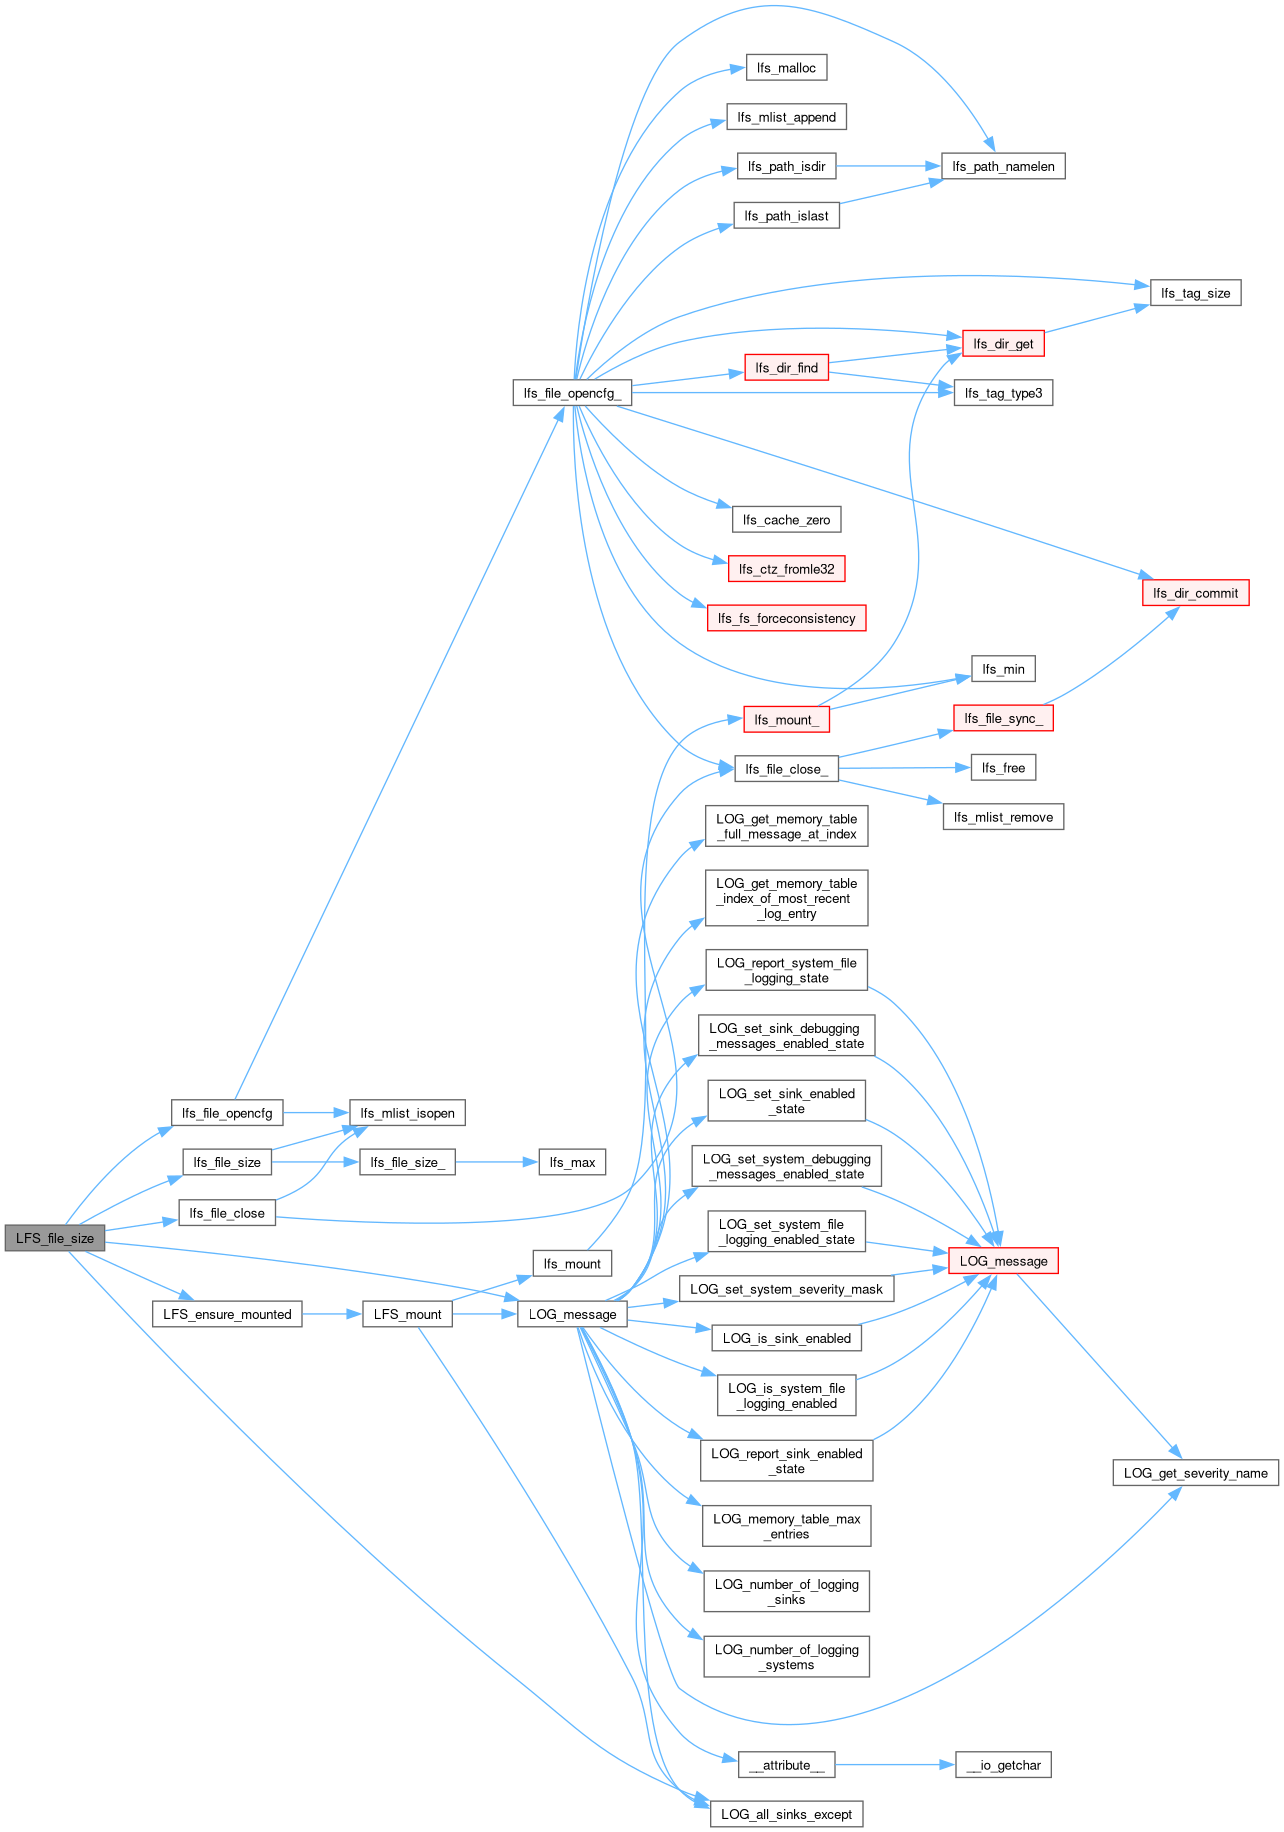 lfs_malloc
lfs_mlist_append
lfs_path_isdir
lfs_path_namelen
lfs_path_islast
lfs_tag_size
lfs_dir_get
lfs_dir_find
lfs_file_opencfg_
lfs_tag_type3
lfs_cache_zero
lfs_ctz_fromle32
lfs_dir_commit
lfs_fs_forceconsistency
lfs_min
lfs_mount_
lfs_file_sync_
lfs_file_close_
lfs_free
lfs_mlist_remove
LOG_get_memory_table
_full_message_at_index
LOG_get_memory_table
_index_of_most_recent
_log_entry
LOG_report_system_file
_logging_state
LOG_set_sink_debugging
_messages_enabled_state
LOG_set_sink_enabled
_state
lfs_file_opencfg
lfs_mlist_isopen
lfs_file_size
lfs_file_size_
lfs_max
LOG_set_system_debugging
_messages_enabled_state
lfs_file_close
LFS_file_size
LOG_set_system_file
_logging_enabled_state
lfs_mount
LOG_message
LOG_set_system_severity_mask
LFS_ensure_mounted
LFS_mount
LOG_message
LOG_is_sink_enabled
LOG_is_system_file
_logging_enabled
LOG_report_sink_enabled
_state
LOG_get_severity_name
LOG_memory_table_max
_entries
LOG_number_of_logging
_sinks
LOG_number_of_logging
_systems
__attribute__
__io_getchar
LOG_all_sinks_except